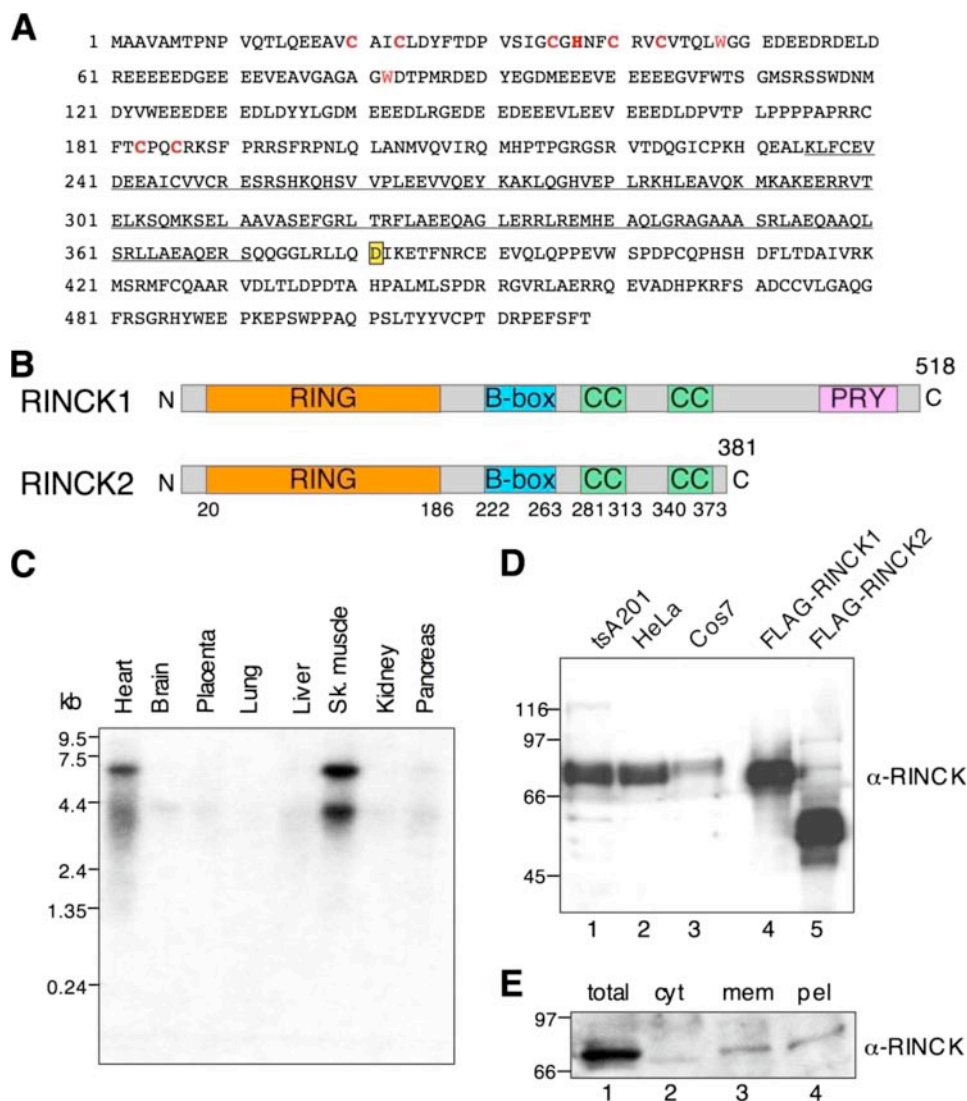 A
1 MAAVAMTPNP VQTLQEEAVC AICLDYFTDP VSIGCGHNFC RVCVTQLWGG EDEEDRDELD
61 REEEEEDGEE EEVEAVGAGA GWDTPMRDED YEGDMEEEVE EEEEGVFWTS GMSRSSWDNM
121 DYVWEEEDEE EDLDYYLGDM EEEDLRGEDE EDEEEVLEEV EEEDLDPVTP LPPPPAPRRC
181 FTCPQCRKSF PRRSFRPNLQ LANMVQVIRQ MHPTPGRGSR VTDQGICPKH QEALKLFCEV
241 DEEAICVVCR ESRSHKQHSV VPLEEVVQEY KAKLQGHVEP LRKHLEAVQK MKAKEERRVT
301 ELKSQMKSEL AAVASEFGRL TRFLAEEQAG LERRLREMHE AQLGRAGAAA SRLAEQAAQL
361 SRLLAEAQER SQQGGLRLLQ DIKETFNRCE EVQLQPPEVW SPDPCQPHSH DFLTDAIVRK
421 MSRMFCQAAR VDLTLDPDTA HPALMLSPDR RGVRLAERRQ EVADHPKRFS ADCCVLGAQG
481 FRSGRHYWEE PKEPSWPPAQ PSLTYYVCPT DRPEFSFT
B
518
RINCK1 N RING B-box CC CC PRY C
381
RINCK2 N RING B-box CC CC C
20 186 222 263 281 313 340 373
C
kb Heart Brain Placenta Lung Liver Sk. muscle Kidney Pancreas
9.5
7.5
4.4
2.4
1.35
0.24
D
tsA201 HeLa Cos7 FLAG-RINCK1 FLAG-RINCK2
116
97
66
45
α-RINCK
1 2 3 4 5
E
total cyt mem pel
97
66
α-RINCK
1 2 3 4